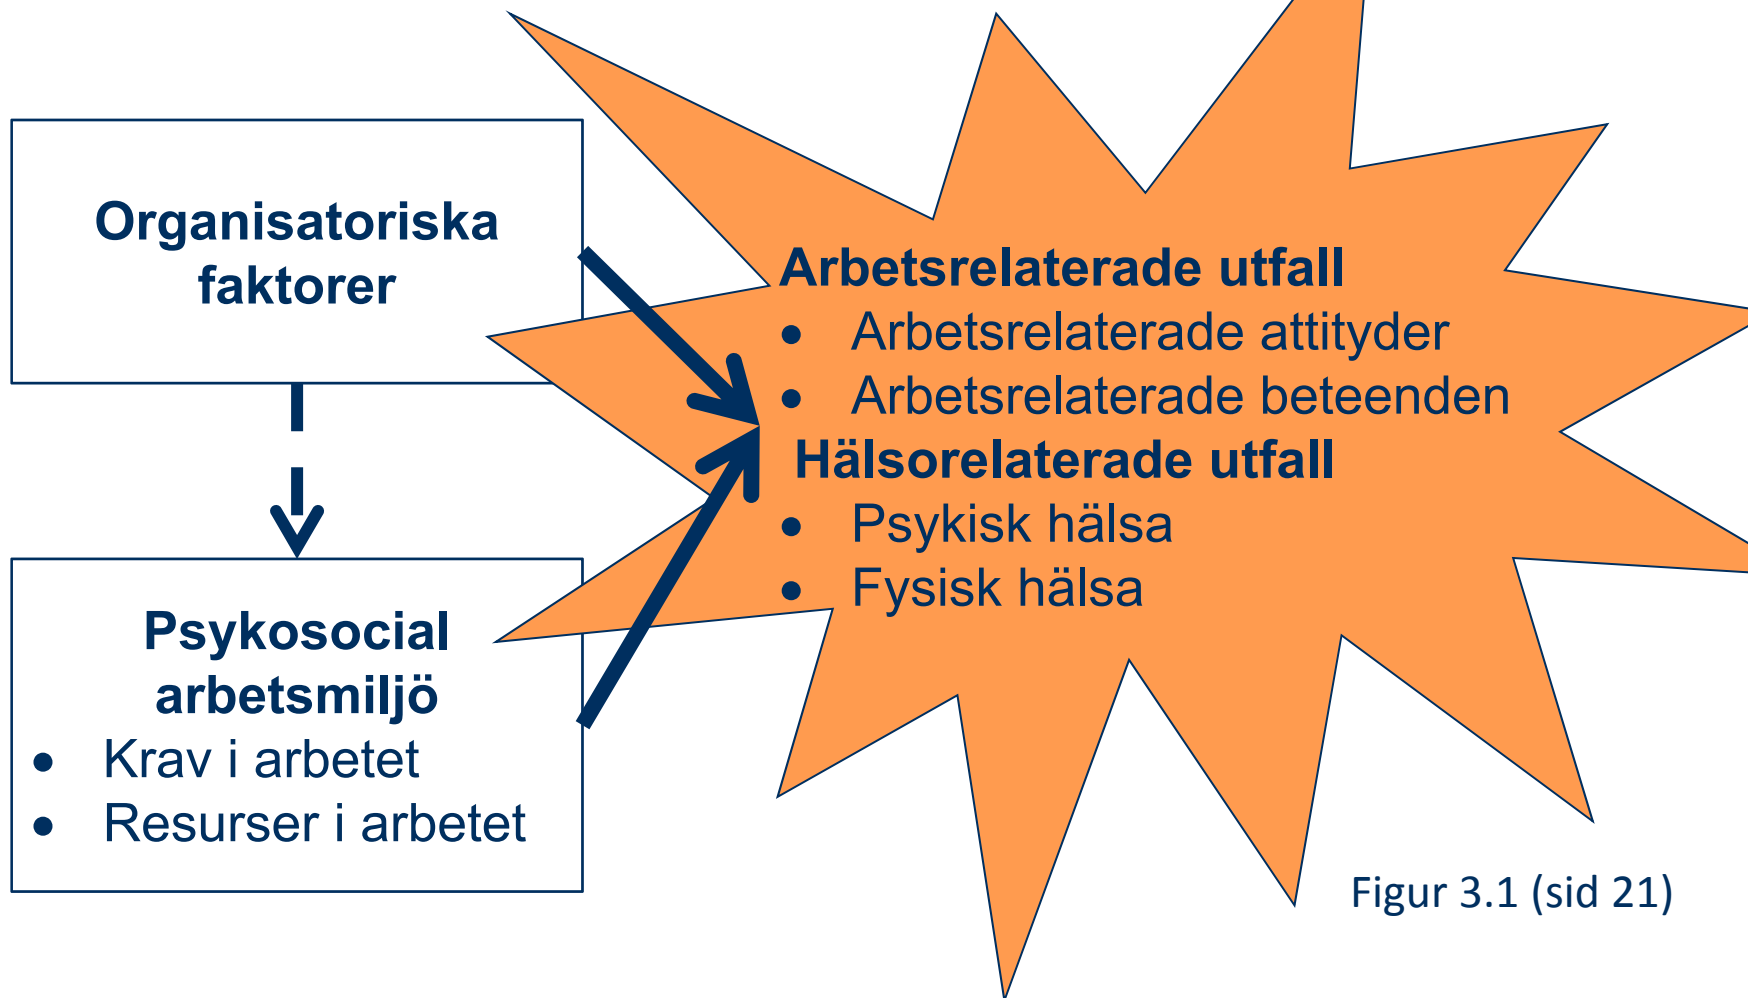 Organisatoriska
faktorer
Psykosocial
arbetsmiljö
• Krav i arbetet
• Resurser i arbetet
Arbetsrelaterade utfall
• Arbetsrelaterade attityder
• Arbetsrelaterade beteenden
Hälsorelaterade utfall
• Psykisk hälsa
• Fysisk hälsa
Figur 3.1 (sid 21)